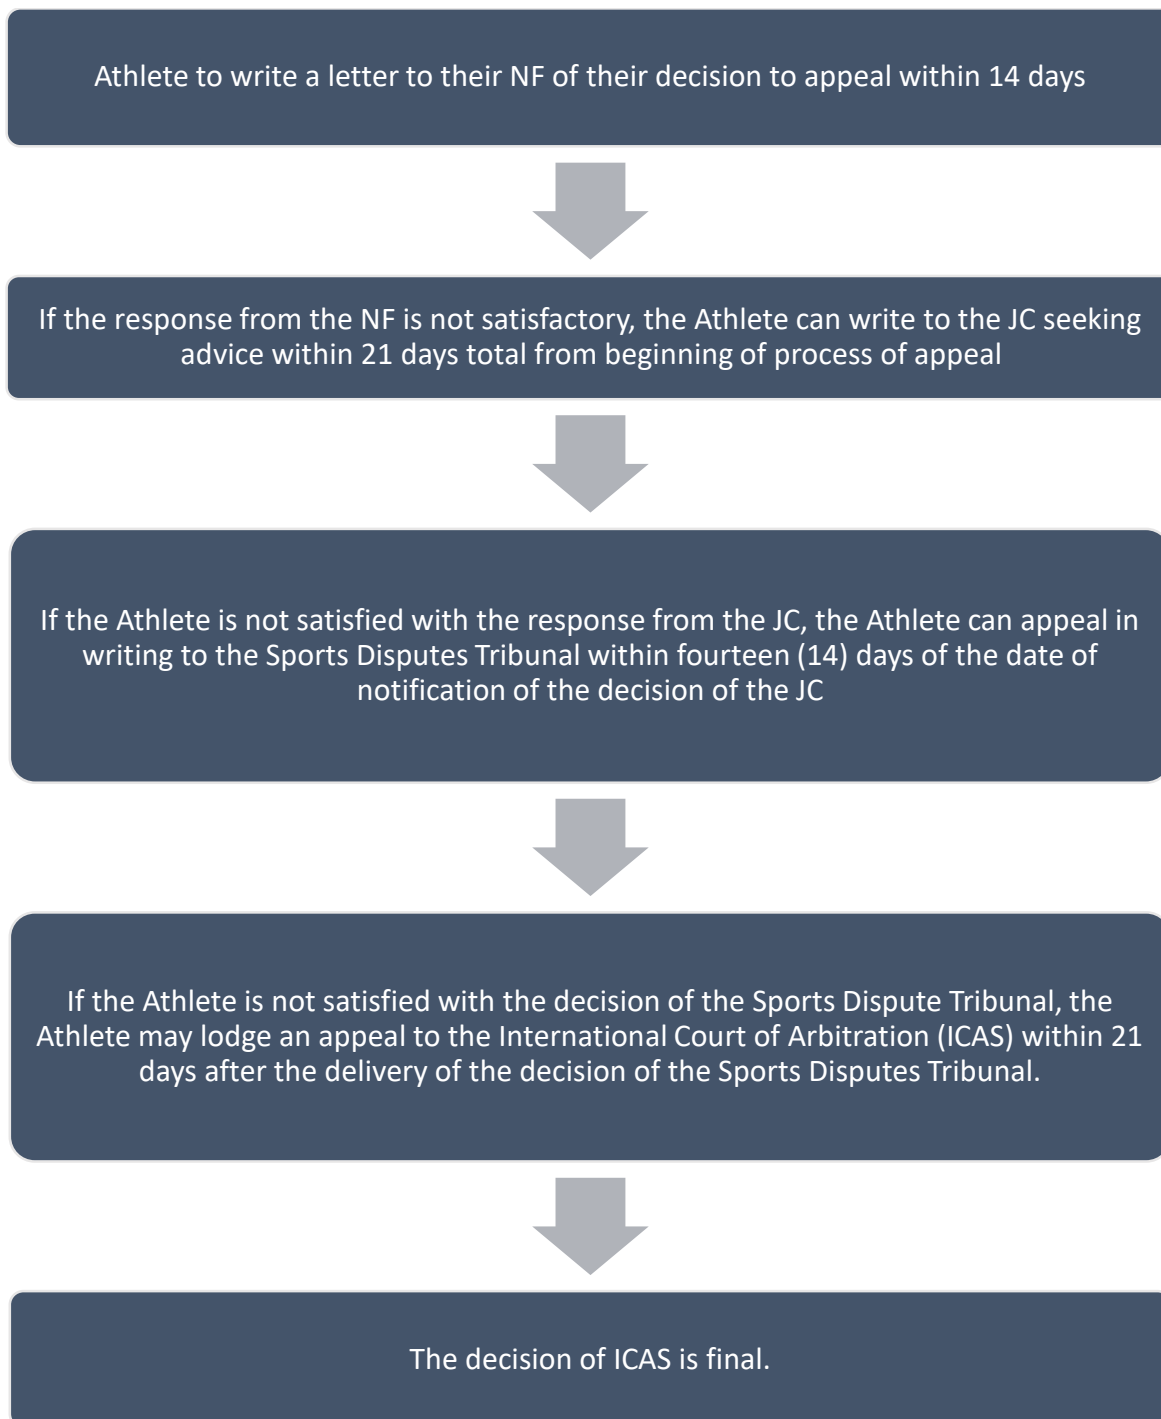 Athlete to write a letter to their NF of their decision to appeal within 14 days
If the response from the NF is not satisfactory, the Athlete can write to the JC seeking
advice within 21 days total from beginning of process of appeal
If the Athlete is not satisfied with the response from the JC, the Athlete can appeal in
writing to the Sports Disputes Tribunal within fourteen (14) days of the date of
notification of the decision of the JC
If the Athlete is not satisfied with the decision of the Sports Dispute Tribunal, the
Athlete may lodge an appeal to the International Court of Arbitration (ICAS) within 21
days after the delivery of the decision of the Sports Disputes Tribunal.
The decision of ICAS is final.